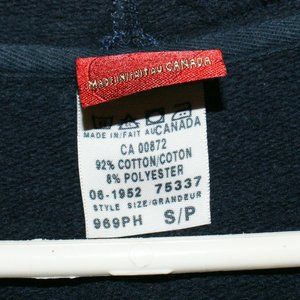 MADE IN/FAIT AU CANADA
MADE IN/FAIT AU CANADA
CA 00872
92% COTTON/COTON
8% POLYESTER
06-1952 75337
STYLE SIZE/GRANDEUR
969PH S/P